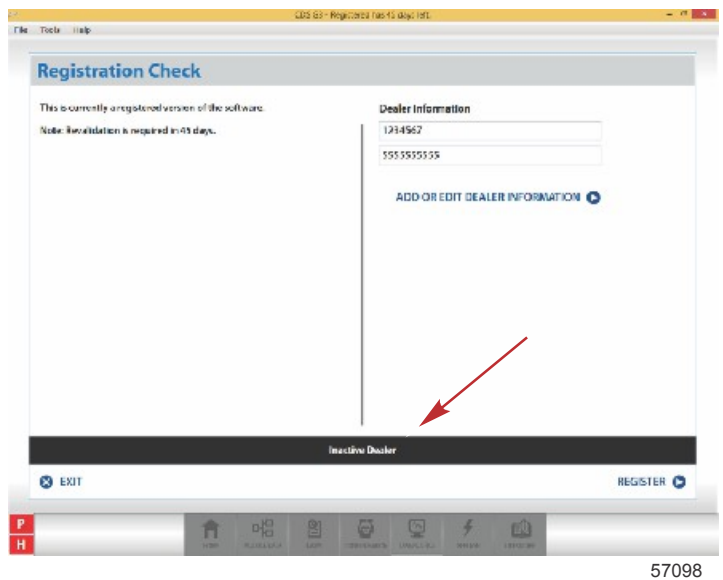 CDS G3 - Registered has 45 days left.
File Tools Help
Registration Check
This is currently a registered version of the software.
Note: Revalidation is required in 45 days.
Dealer Information
1234567
5555555555
ADD OR EDIT DEALER INFORMATION
Inactive Dealer
EXIT
REGISTER
P
H
HOME
57098